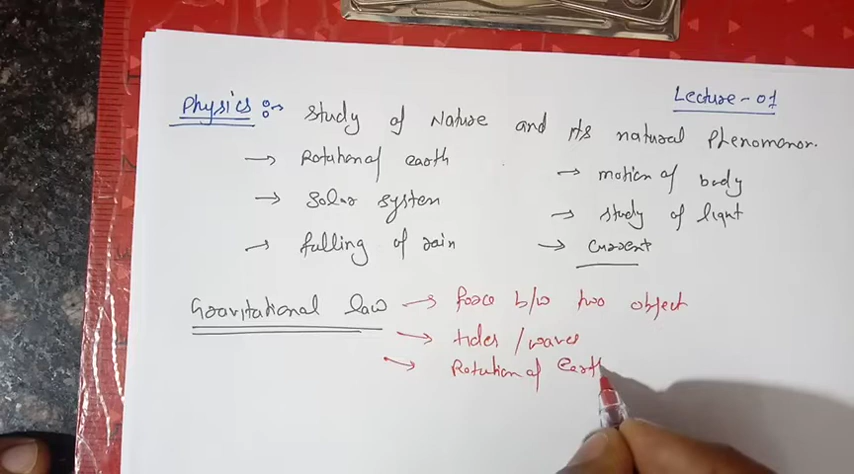 Lecture-01
Physics :→ study of Nature and its natural Phenomenon.
→ Rotation of earth
→ Solar system
→ falling of rain
→ motion of body
→ study of light
→ current
Gravitational law → force b/w two object
→ tides / waves
→ Rotation of Earth